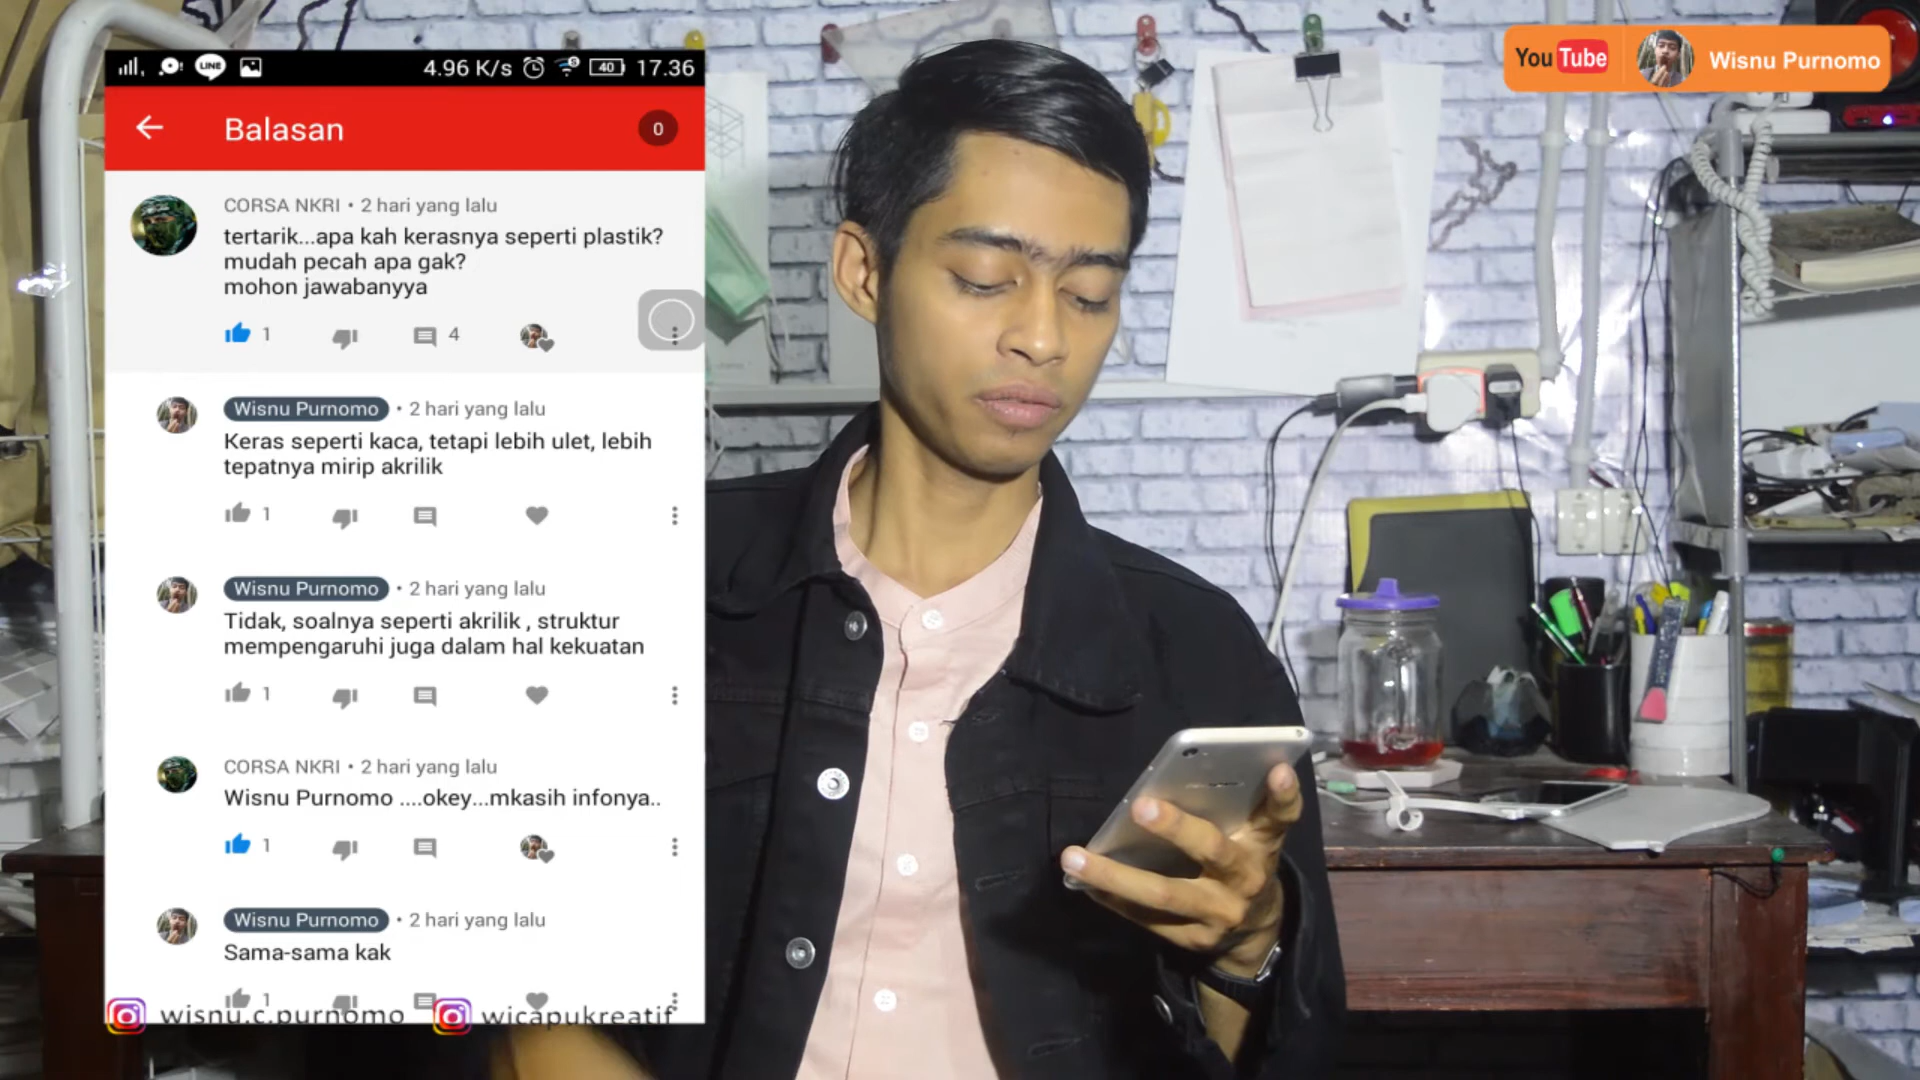 LINE
4.96 K/s 40 17.36
Balasan 0
CORSA NKRI • 2 hari yang lalu
tertarik...apa kah kerasnya seperti plastik?
mudah pecah apa gak?
mohon jawabanyya
1 4
Wisnu Purnomo • 2 hari yang lalu
Keras seperti kaca, tetapi lebih ulet, lebih
tepatnya mirip akrilik
1
Wisnu Purnomo • 2 hari yang lalu
Tidak, soalnya seperti akrilik , struktur
mempengaruhi juga dalam hal kekuatan
1
CORSA NKRI • 2 hari yang lalu
Wisnu Purnomo ....okey...mkasih infonya..
1
Wisnu Purnomo • 2 hari yang lalu
Sama-sama kak
1
wisnu.c.purnomo wicapukreatif
YouTube Wisnu Purnomo